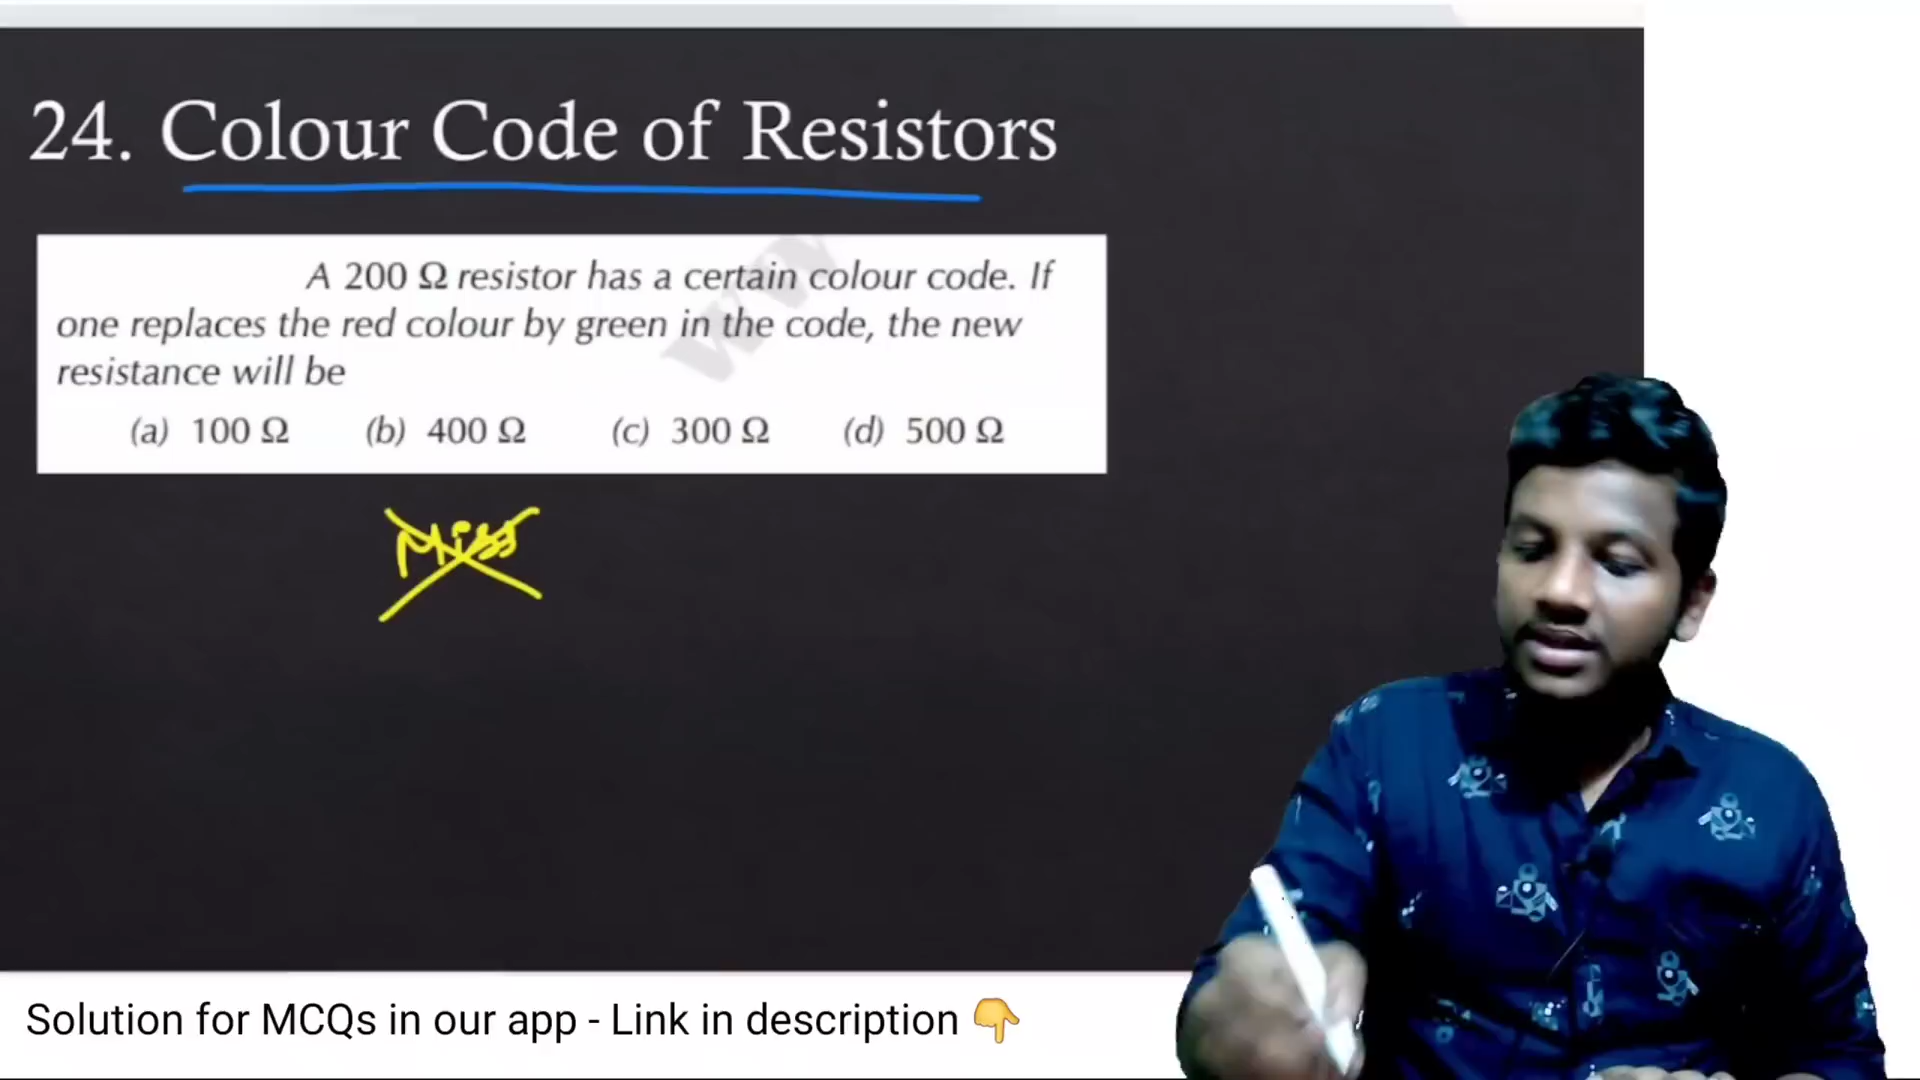 24. Colour Code of Resistors
A 200 Ω resistor has a certain colour code. If
one replaces the red colour by green in the code, the new
resistance will be
(a) 100 Ω (b) 400 Ω (c) 300 Ω (d) 500 Ω
Miss
Solution for MCQs in our app - Link in description 👇